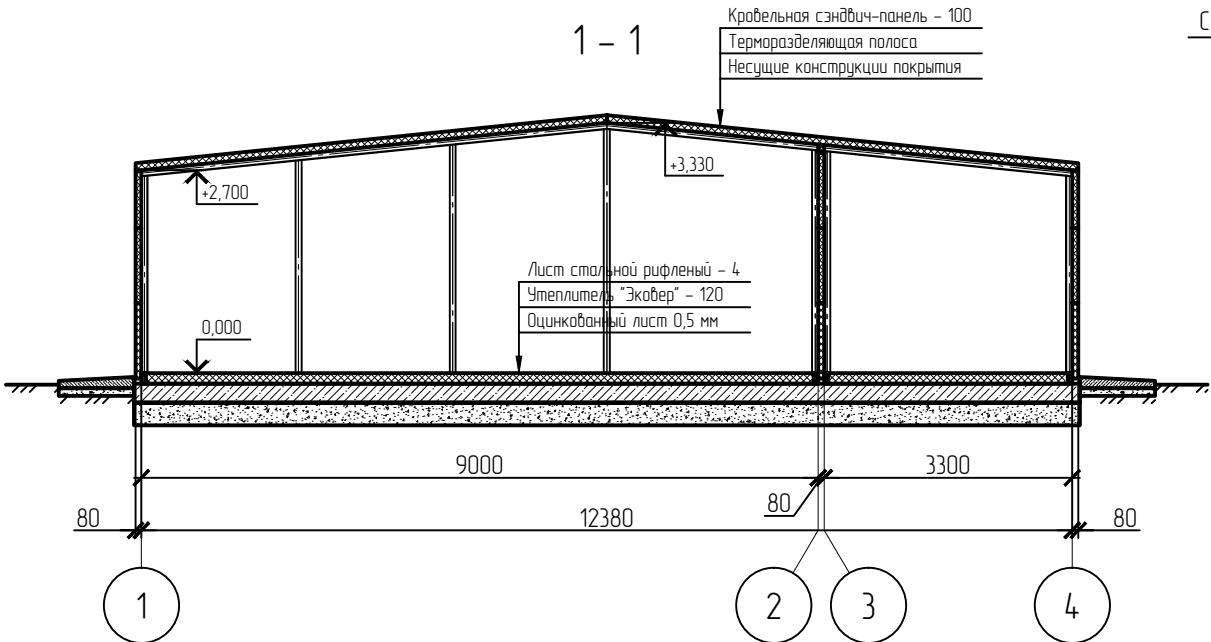 Кровельная сэндвич-панель – 100
С
1 – 1
Терморазделяющая полоса
Несущие конструкции покрытия
+3,330
+2,700
Лист стальной рифленый – 4
Утеплитель "Эковер" – 120
Оцинкованный лист 0,5 мм
0,000
9000
3300
80
80
12380
80
1
2
3
4